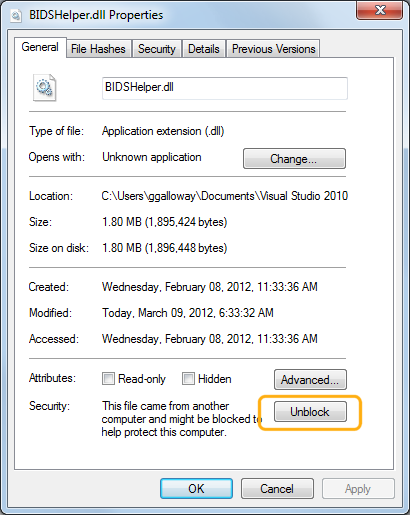 BIDSHelper.dll Properties
General File Hashes Security Details Previous Versions
BIDSHelper.dll
Type of file: Application extension (.dll)
Opens with: Unknown application Change...
Location: C:\Users\ggalloway\Documents\Visual Studio 2010
Size: 1.80 MB (1,895,424 bytes)
Size on disk: 1.80 MB (1,896,448 bytes)
Created: Wednesday, February 08, 2012, 11:33:36 AM
Modified: Today, March 09, 2012, 6:33:32 AM
Accessed: Wednesday, February 08, 2012, 11:33:36 AM
Attributes: Read-only Hidden Advanced...
Security: This file came from another Unblock
computer and might be blocked to
help protect this computer.
OK Cancel Apply